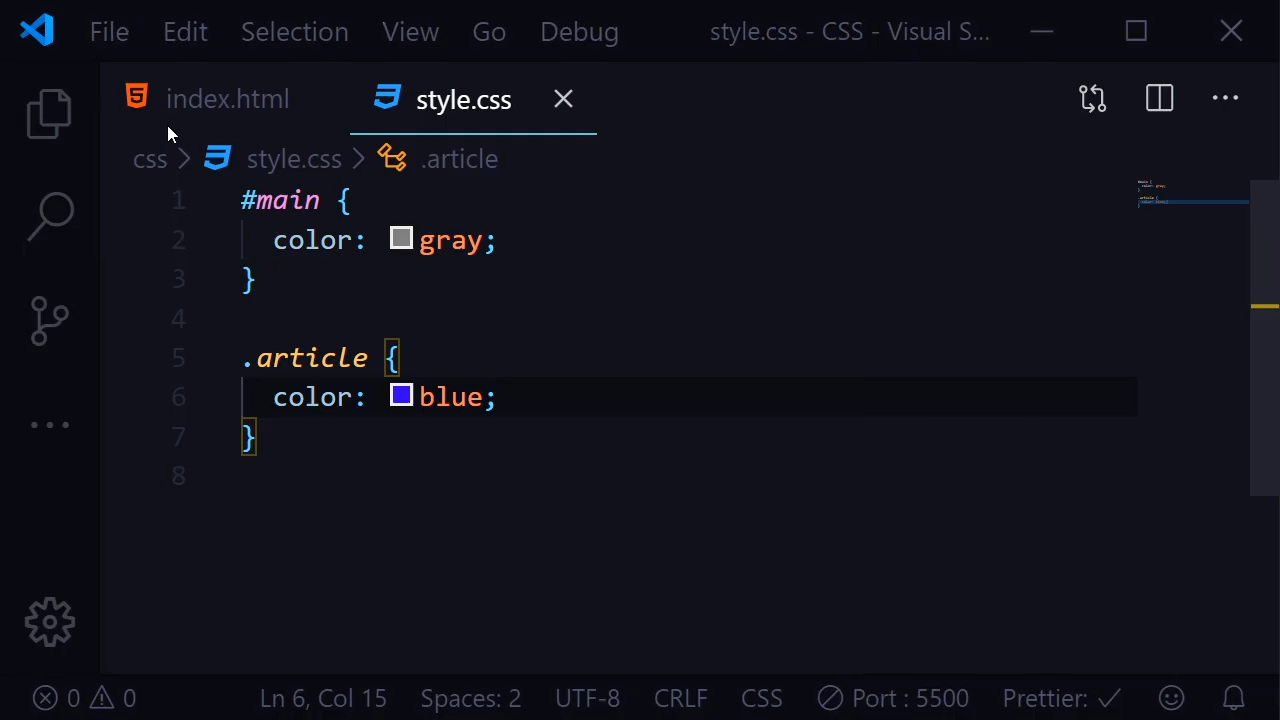 File Edit Selection View Go Debug style.css - CSS - Visual S...
index.html style.css
css > style.css > .article
1 #main {
2 color: gray;
3 }
4
5 .article {
6 color: blue;
7 }
8
0 0 Ln 6, Col 15 Spaces: 2 UTF-8 CRLF CSS Port : 5500 Prettier: ✓